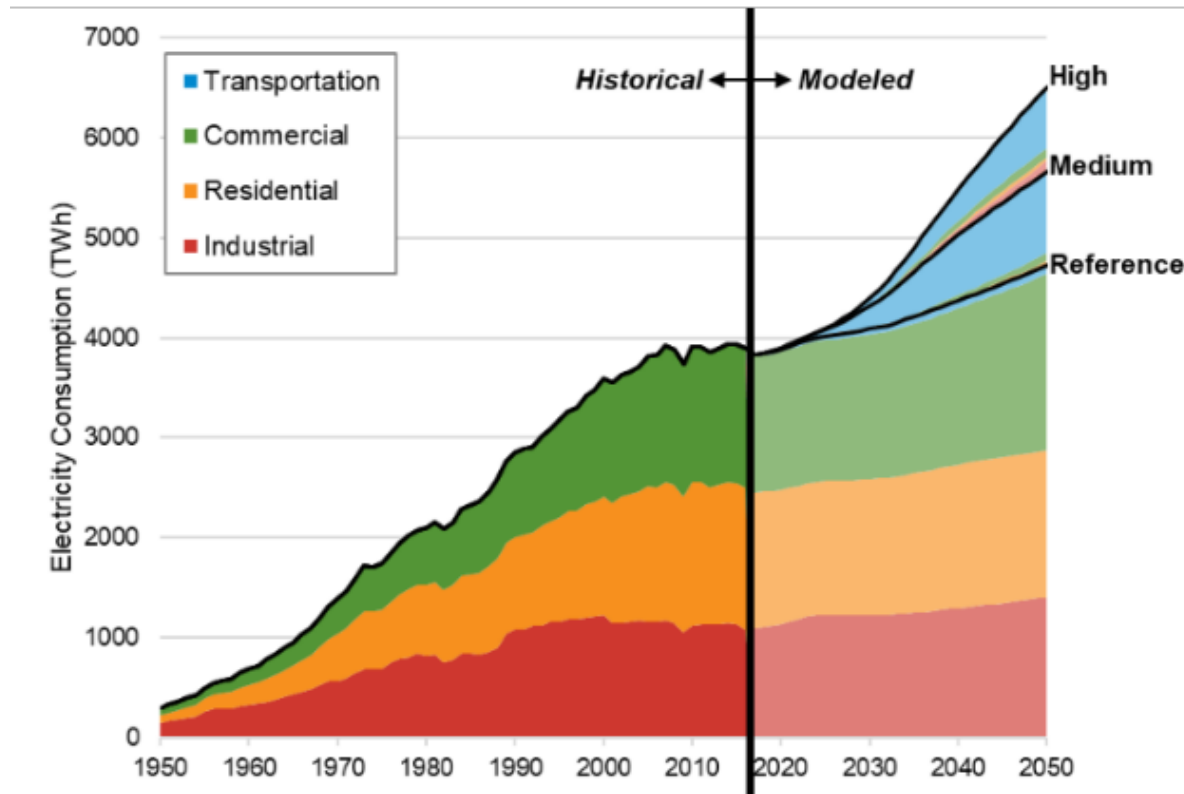 7000
6000
5000
4000
3000
2000
1000
0
Electricity Consumption (TWh)
Transportation
Commercial
Residential
Industrial
Historical
Modeled
High
Medium
Reference
1950 1960 1970 1980 1990 2000 2010 2020 2030 2040 2050